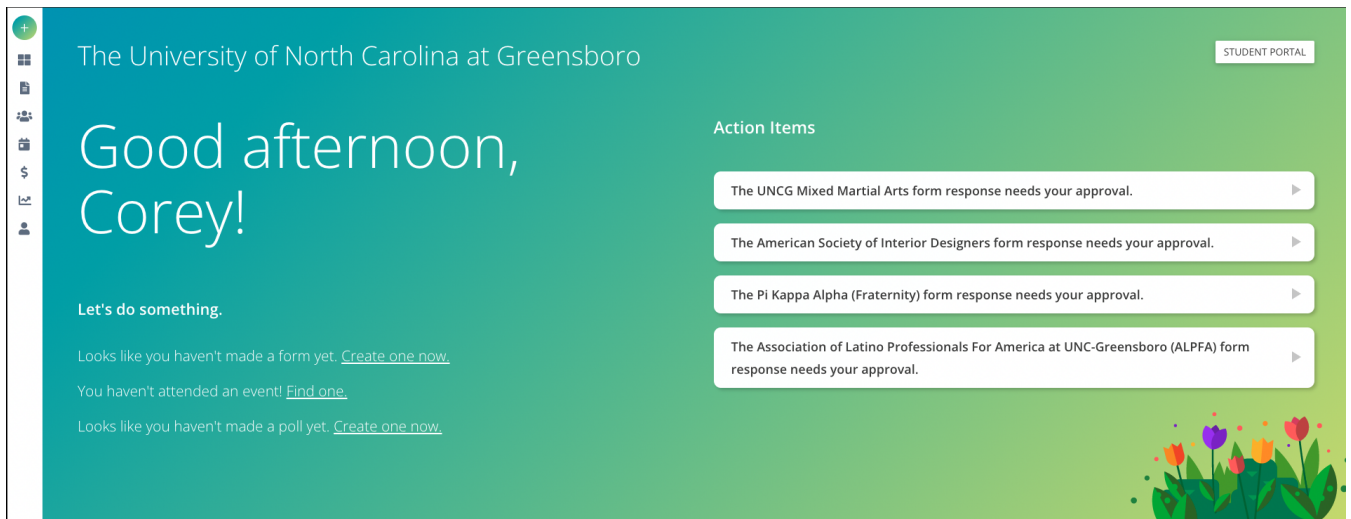 The University of North Carolina at Greensboro
STUDENT PORTAL
Good afternoon,
Corey!
Let's do something.
Looks like you haven't made a form yet. Create one now.
You haven't attended an event! Find one.
Looks like you haven't made a poll yet. Create one now.
Action Items
The UNCG Mixed Martial Arts form response needs your approval.
The American Society of Interior Designers form response needs your approval.
The Pi Kappa Alpha (Fraternity) form response needs your approval.
The Association of Latino Professionals For America at UNC-Greensboro (ALPFA) form
response needs your approval.